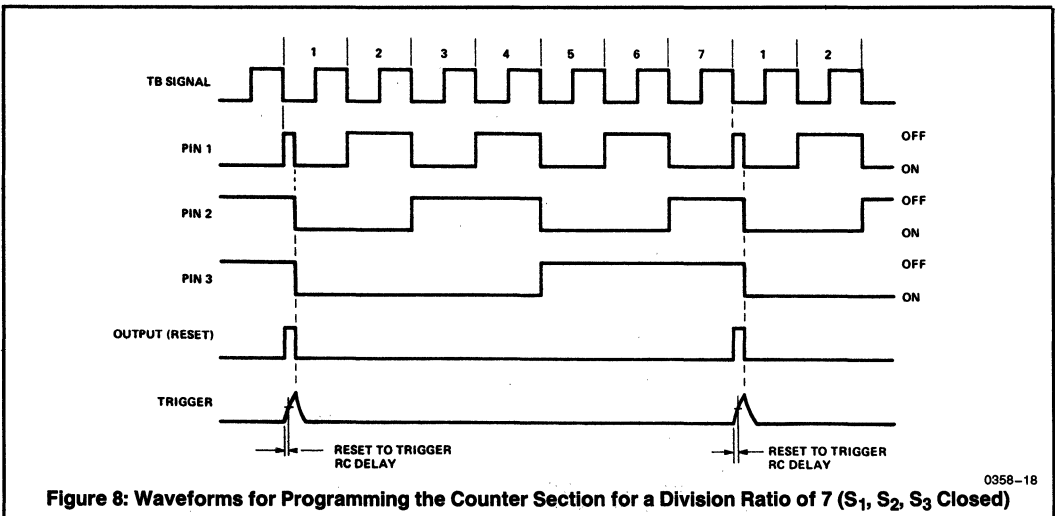 1 2 3 4 5 6 7 1 2
TB SIGNAL
PIN 1
OFF
ON
PIN 2
OFF
ON
PIN 3
OFF
ON
OUTPUT (RESET)
TRIGGER
RESET TO TRIGGER
RC DELAY
RESET TO TRIGGER
RC DELAY
0358–18
Figure 8: Waveforms for Programming the Counter Section for a Division Ratio of 7 (S1, S2, S3 Closed)